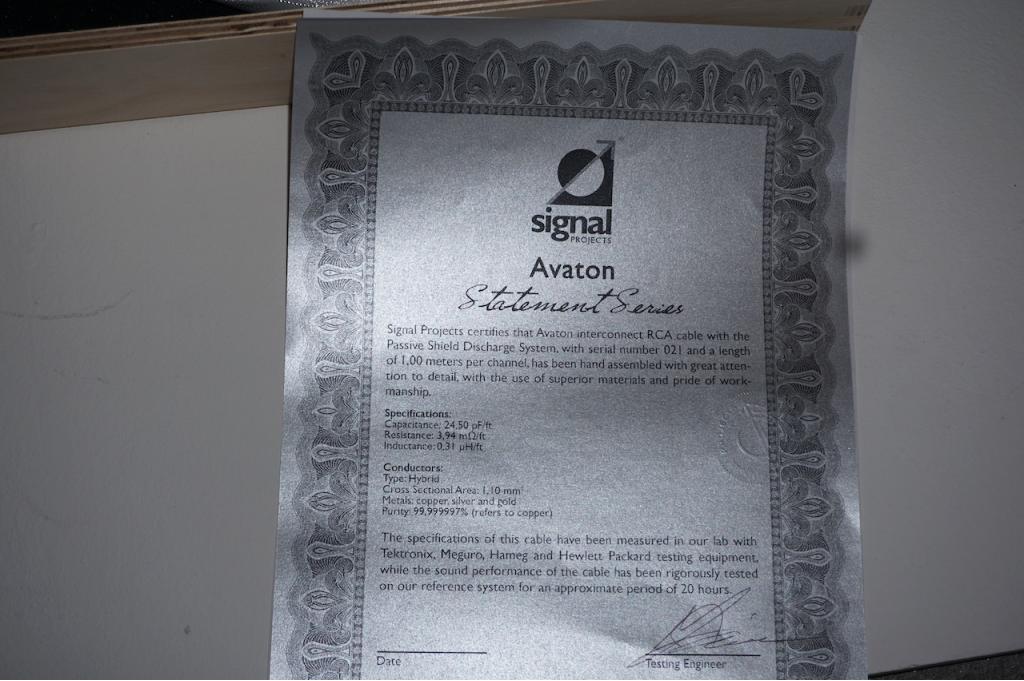 signal
PROJECTS
Avaton
Statement Series
Signal Projects certifies that Avaton interconnect RCA cable with the
Passive Shield Discharge System, with serial number 021 and a length
of 1,00 meters per channel, has been hand assembled with great atten-
tion to detail, with the use of superior materials and pride of work-
manship.
Specifications:
Capacitance: 24,50 pF/ft
Resistance: 3,94 mΩ/ft
Inductance: 0,31 μH/ft
Conductors:
Type: Hybrid
Cross Sectional Area: 1,10 mm²
Metals: copper, silver and gold
Purity: 99,999997% (refers to copper)
The specifications of this cable have been measured in our lab with
Tektronix, Meguro, Hameg and Hewlett Packard testing equipment,
while the sound performance of the cable has been rigorously tested
on our reference system for an approximate period of 20 hours.
Date
Testing Engineer